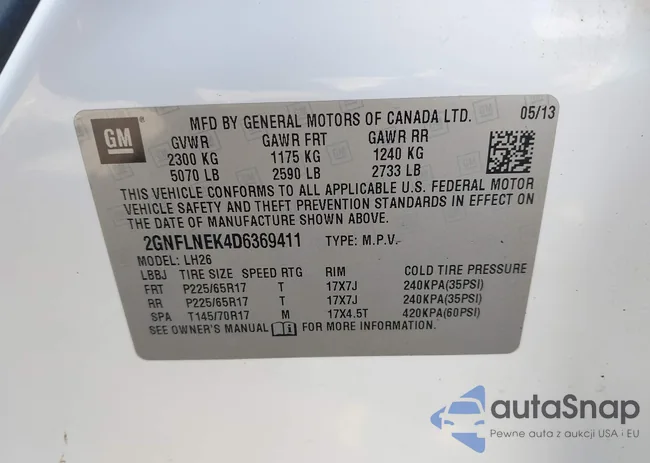 GM
MFD BY GENERAL MOTORS OF CANADA LTD. 05/13
GVWR GAWR FRT GAWR RR
2300 KG 1175 KG 1240 KG
5070 LB 2590 LB 2733 LB
THIS VEHICLE CONFORMS TO ALL APPLICABLE U.S. FEDERAL MOTOR
VEHICLE SAFETY AND THEFT PREVENTION STANDARDS IN EFFECT ON
THE DATE OF MANUFACTURE SHOWN ABOVE.
2GNFLNEK4D6369411 TYPE: M.P.V.
MODEL: LH26
LBBJ TIRE SIZE SPEED RTG RIM COLD TIRE PRESSURE
FRT P225/65R17 T 17X7J 240KPA(35PSI)
RR P225/65R17 T 17X7J 240KPA(35PSI)
SPA T145/70R17 M 17X4.5T 420KPA(60PSI)
SEE OWNER'S MANUAL FOR MORE INFORMATION.
autoSnap
Pewne auta z aukcji USA i EU